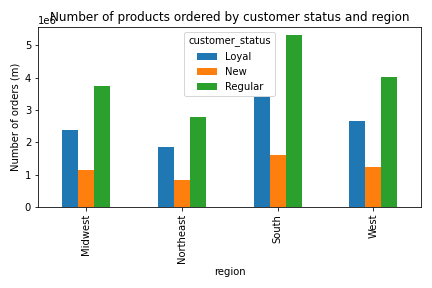 Number of products ordered by customer status and region
1e6
customer_status
Loyal
New
Regular
Number of orders (m)
5
4
3
2
1
0
Midwest
Northeast
South
West
region